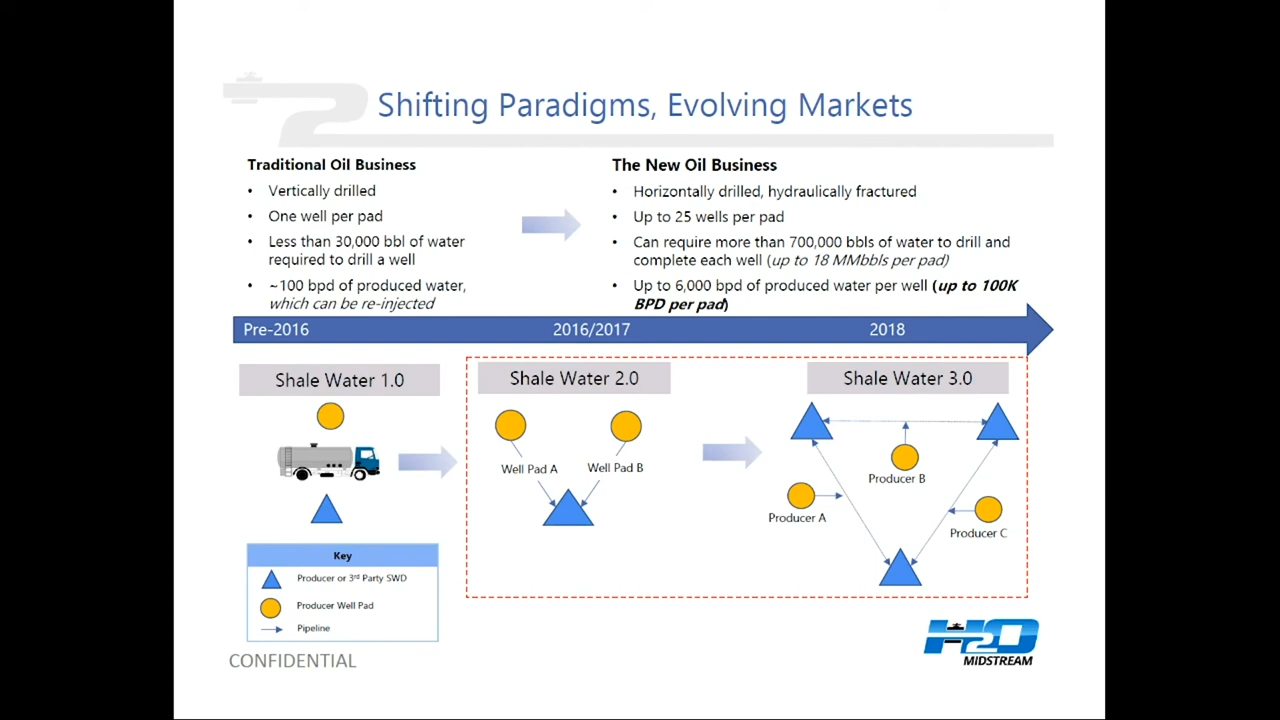 Shifting Paradigms, Evolving Markets
Traditional Oil Business
• Vertically drilled
• One well per pad
• Less than 30,000 bbl of water
required to drill a well
• ~100 bpd of produced water,
which can be re-injected
The New Oil Business
• Horizontally drilled, hydraulically fractured
• Up to 25 wells per pad
• Can require more than 700,000 bbls of water to drill and
complete each well (up to 18 MMbbls per pad)
• Up to 6,000 bpd of produced water per well (up to 100K
BPD per pad)
Pre-2016
2016/2017
2018
Shale Water 1.0
Shale Water 2.0
Well Pad A
Well Pad B
Shale Water 3.0
Producer B
Producer A
Producer C
Key
Producer or 3rd Party SWD
Producer Well Pad
Pipeline
CONFIDENTIAL
H2O
MIDSTREAM